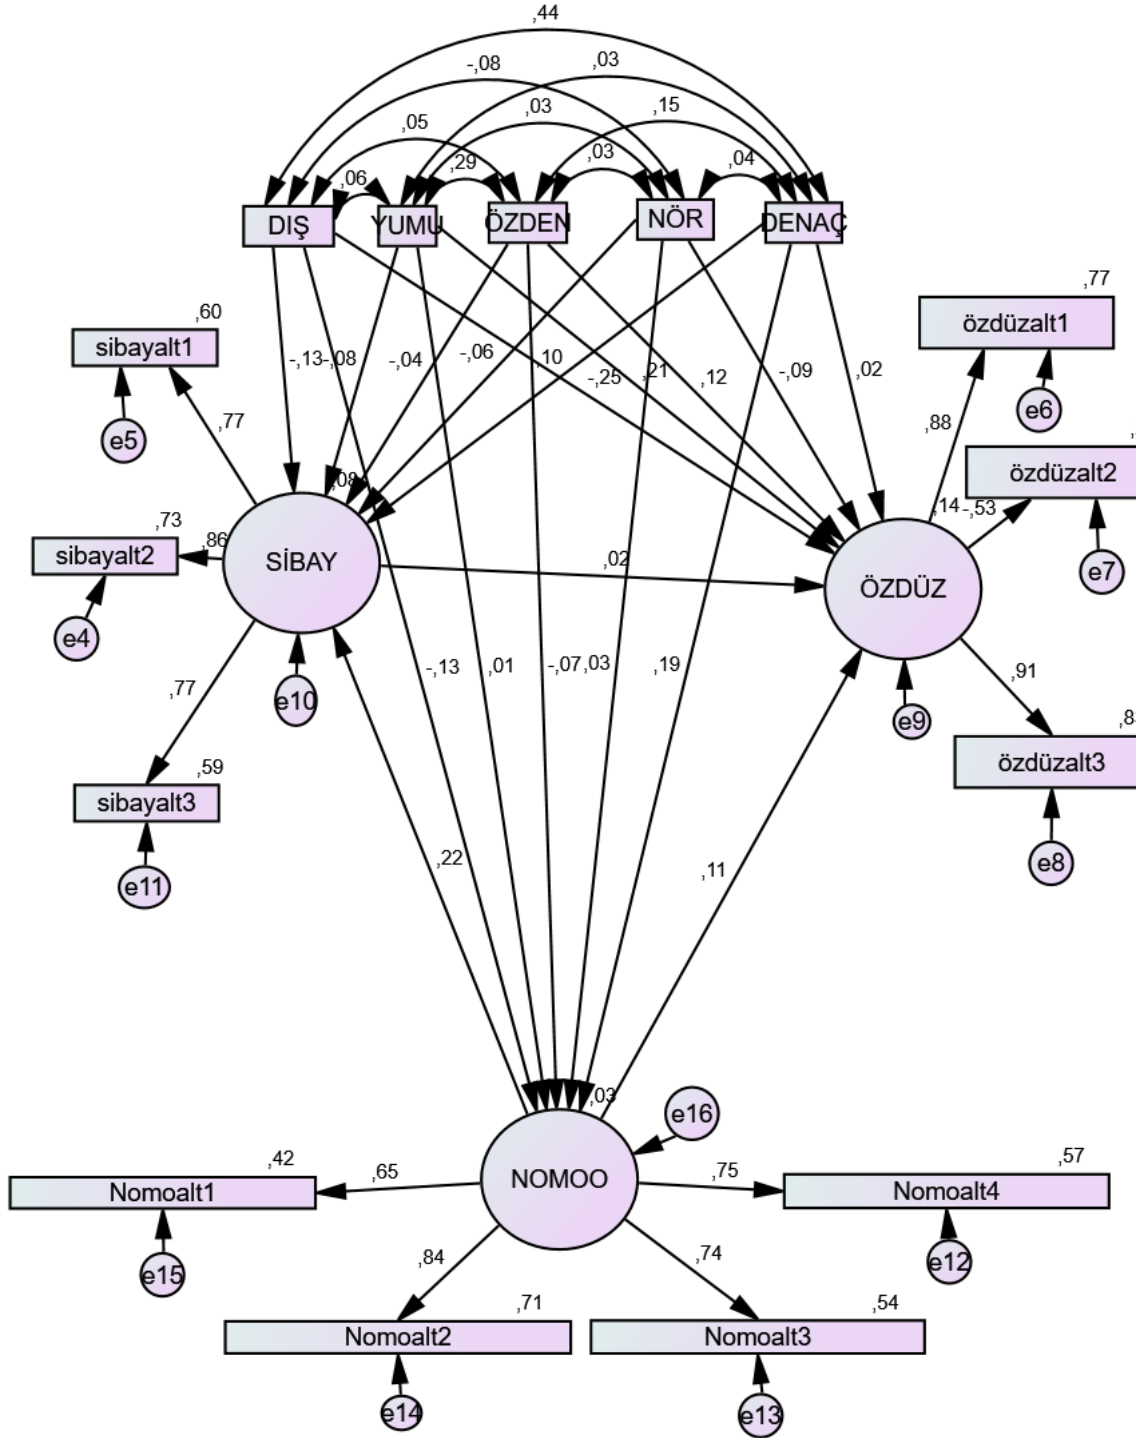 ,44
-,08
,03
,05
,03
,15
,06
,29
,03
,04
DIŞ
YUMU
ÖZDEN
NÖR
DENAÇ
,60
sibayalt1
,77
özdüzalt1
-,13
-,08
-,04
-,06
,10
-,25
,21
,12
-,09
,02
e5
,77
e6
,88
özdüzalt2
,73
sibayalt2
,86
,08
SİBAY
,02
,14
-,53
ÖZDÜZ
e7
e4
e10
e9
,77
-,13
,01
-,07
,03
,19
,91
,59
sibayalt3
özdüzalt3
e11
,22
,11
e8
,03
e16
,42
Nomoalt1
,65
NOMOO
,75
,57
Nomoalt4
e15
,84
,74
e12
,71
Nomoalt2
,54
Nomoalt3
e14
e13